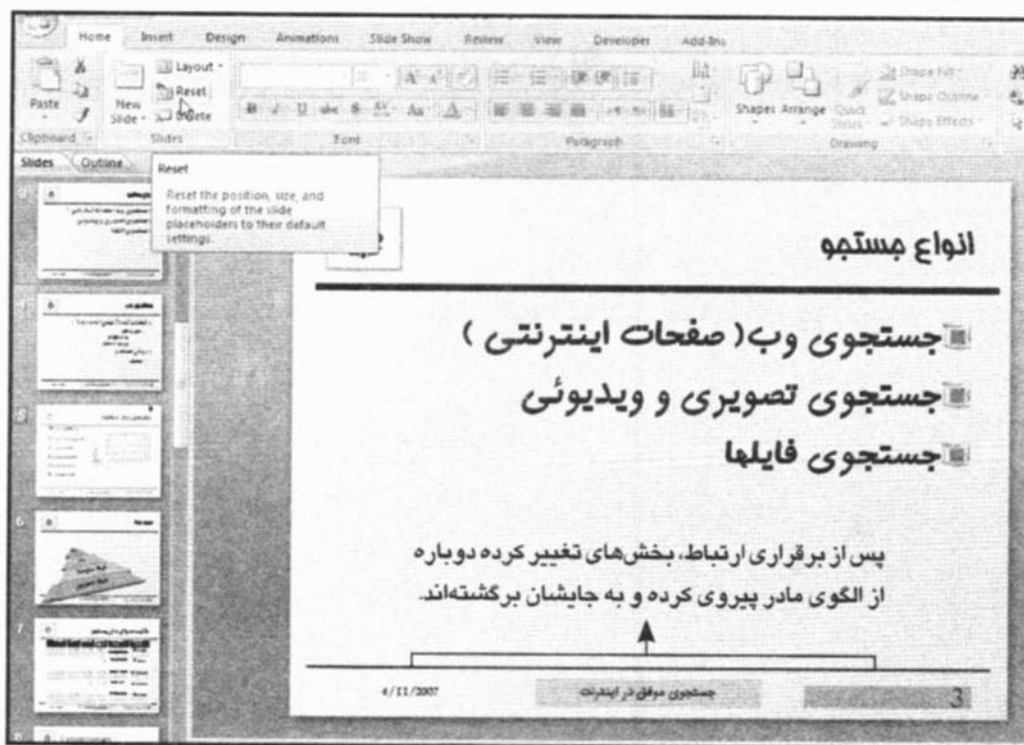 Home Insert Design Animations Slide Show Review View Developer Add-Ins
Layout
Reset
Delete
Paste
New Slide
Shapes Arrange Quick Styles
Shape Fill
Shape Outline
Shape Effects
Clipboard Slides Font Paragraph Drawing
Slides Outline
Reset
Reset the position, size, and
formatting of the slide
placeholders to their default
settings.
انواع جستجو
جستجوی وب( صفحات اینترنتی )
جستجوی تصویری و ویدیوئی
جستجوی فایلها
پس از برقراری ارتباط، بخش‌های تغییر کرده دوباره
از الگوی مادر پیروی کرده و به جایشان برگشته‌اند.
4/11/2007 جستجوی موفق در اینترنت 3
6
7